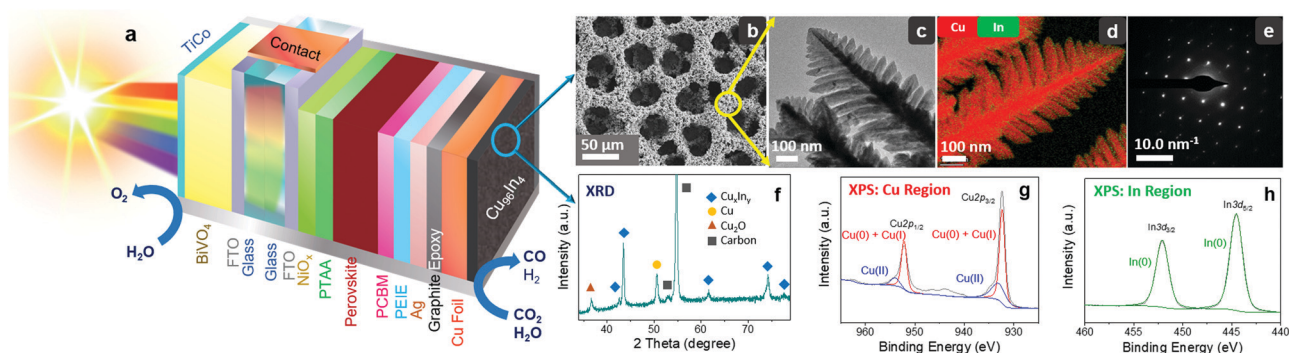 a
TiCo
Contact
Cu₉₆In₄
O₂
H₂O
BiVO₄
FTO
Glass
Glass
FTO
NiOₓ
PTAA
Perovskite
PCBM
PEIE
Ag
Graphite Epoxy
Cu Foil
CO
H₂
CO₂
H₂O
b
50 µm
c
100 nm
Cu In d
100 nm
e
10.0 nm⁻¹
XRD f
CuₓInᵧ
Cu
Cu₂O
Carbon
Intensity (a.u.)
40 50 60 70
2 Theta (degree)
XPS: Cu Region
g
Cu2p₃/₂
Cu2p₁/₂
Cu(0) + Cu(I) Cu(0) + Cu(I)
Cu(II) Cu(II)
Intensity (a.u.)
960 950 940 930
Binding Energy (eV)
XPS: In Region
h
In3d₅/₂
In3d₃/₂
In(0)
In(0)
Intensity (a.u.)
460 455 450 445 440
Binding Energy (eV)